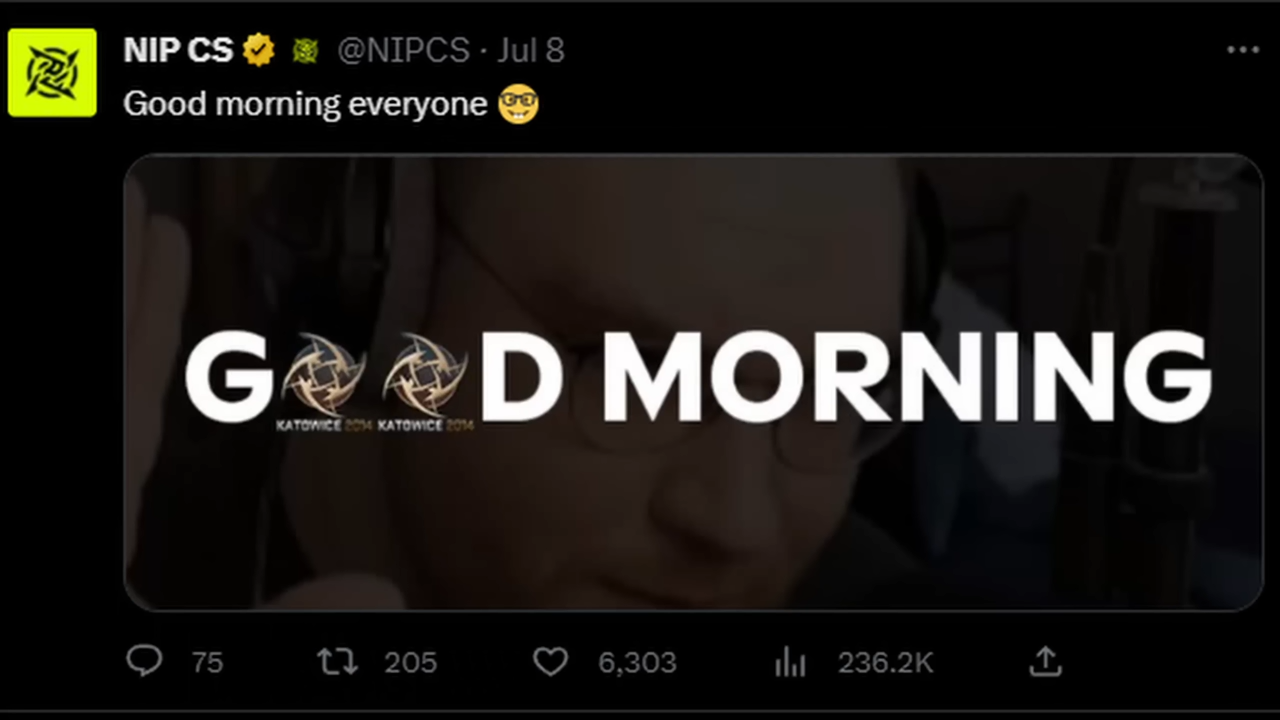 NIP CS @NIPCS · Jul 8
Good morning everyone 🤓
G D MORNING
KATOWICE 2014 KATOWICE 2014
75 205 6,303 236.2K